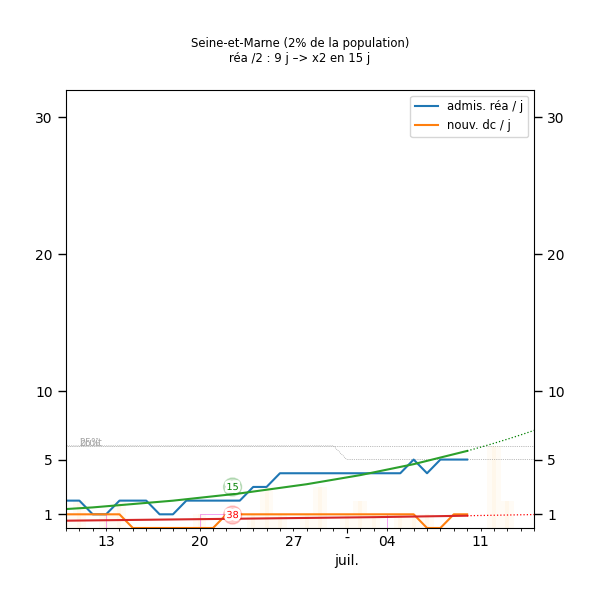 Seine-et-Marne (2% de la population)
réa /2 : 9 j –> x2 en 15 j
admis. réa / j
nouv. dc / j
30 30
20 20
10 10
5 5
1 1
15
38
13 20 27 - 04 11
juil.